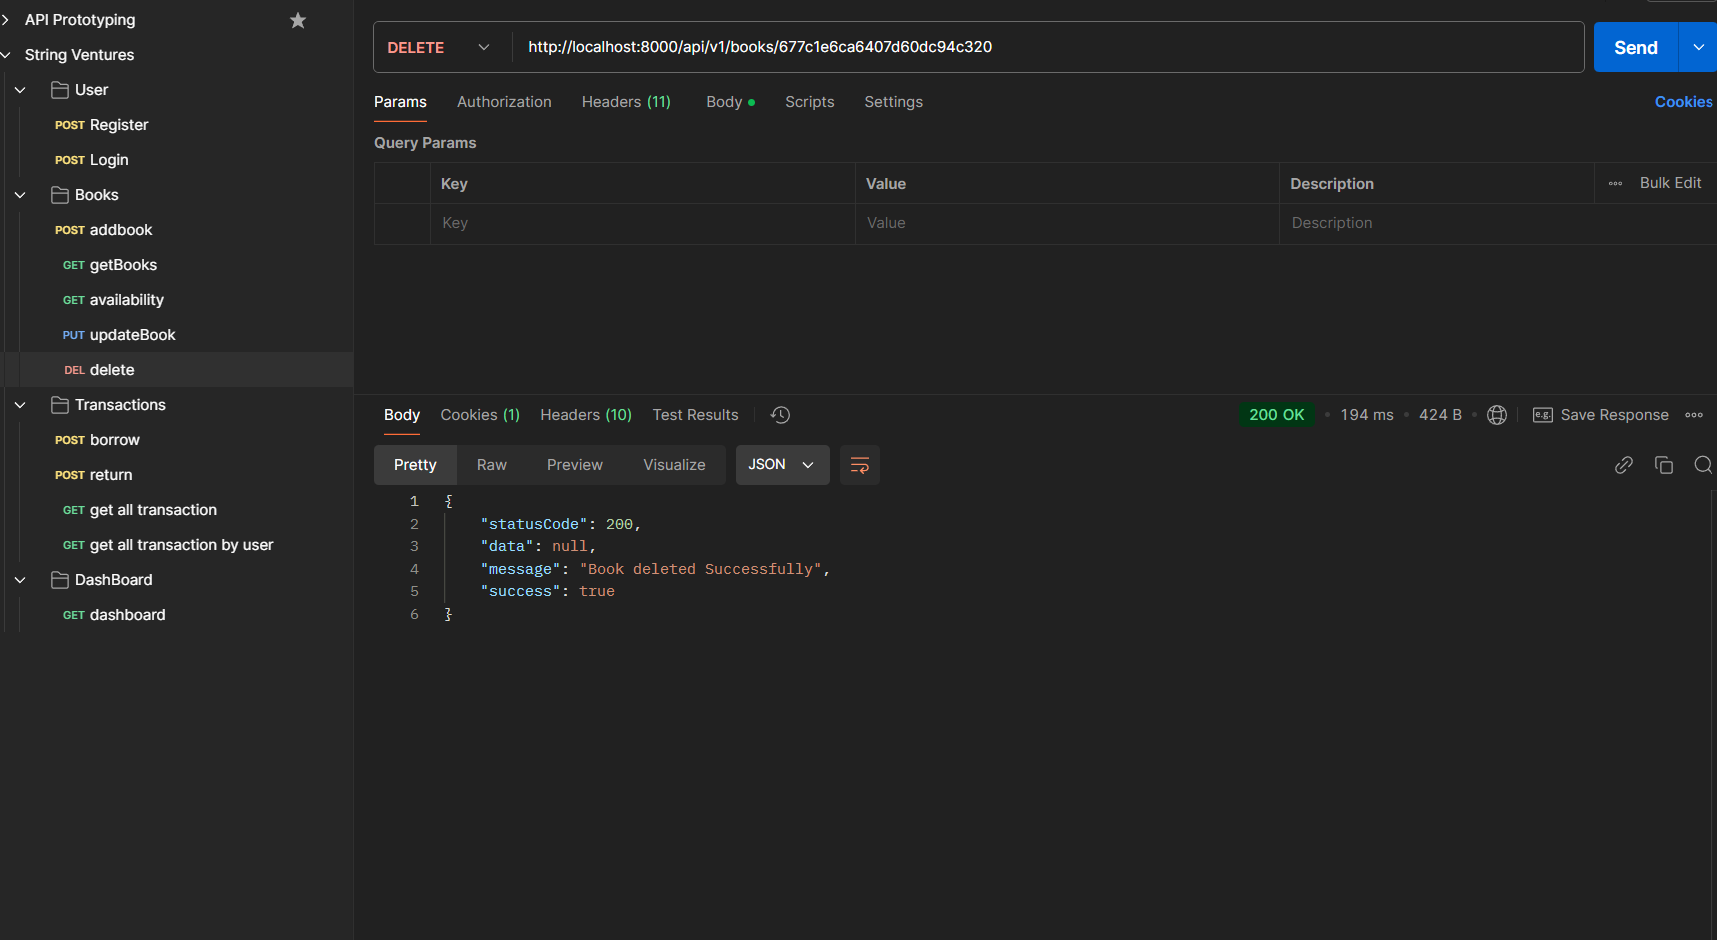 API Prototyping
String Ventures
User
POST Register
POST Login
Books
POST addbook
GET getBooks
GET availability
PUT updateBook
DEL delete
Transactions
POST borrow
POST return
GET get all transaction
GET get all transaction by user
DashBoard
GET dashboard
DELETE http://localhost:8000/api/v1/books/677c1e6ca6407d60dc94c320 Send
Params Authorization Headers (11) Body Scripts Settings Cookies
Query Params
Key Value Description Bulk Edit
Key Value Description
Body Cookies (1) Headers (10) Test Results 200 OK 194 ms 424 B e.g. Save Response
Pretty Raw Preview Visualize JSON
1 {
2 "statusCode": 200,
3 "data": null,
4 "message": "Book deleted Successfully",
5 "success": true
6 }